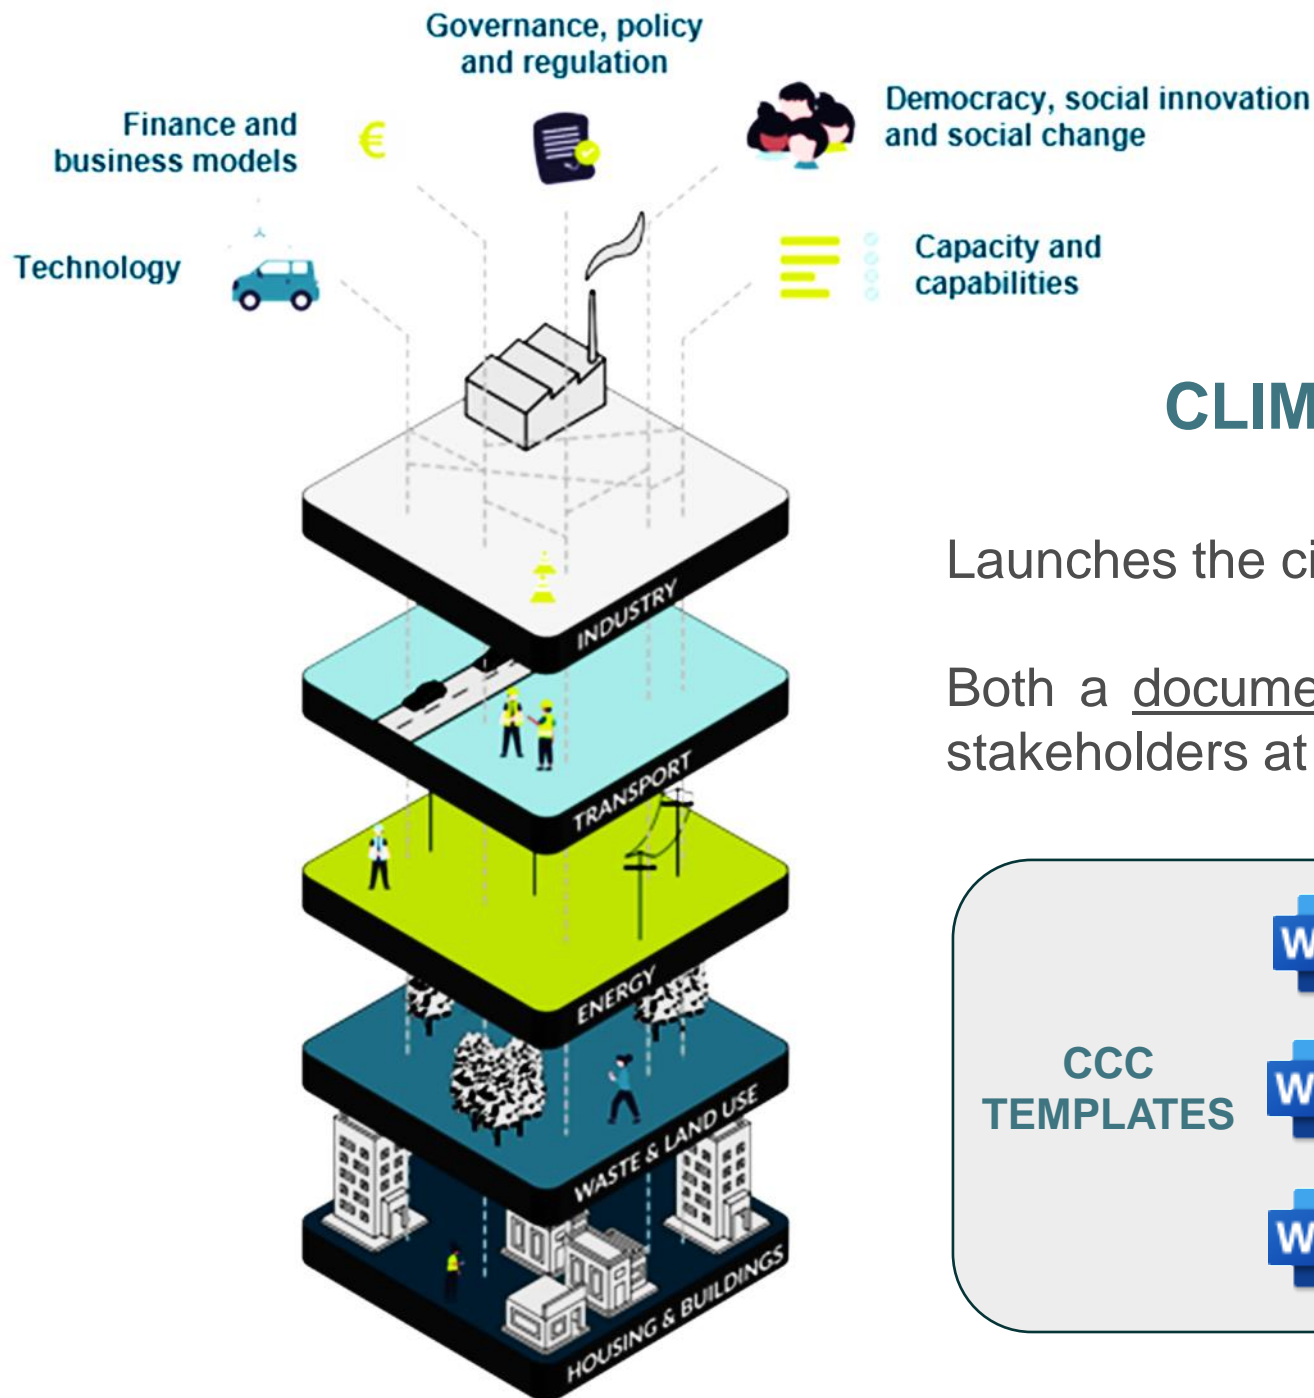 Governance, policy
and regulation
Democracy, social innovation
and social change
Finance and
business models
€
Technology
Capacity and
capabilities
CLIM
Launches the ci
Both a docume
stakeholders at
INDUSTRY
TRANSPORT
ENERGY
WASTE & LAND USE
HOUSING & BUILDINGS
CCC
TEMPLATES
W
W
W